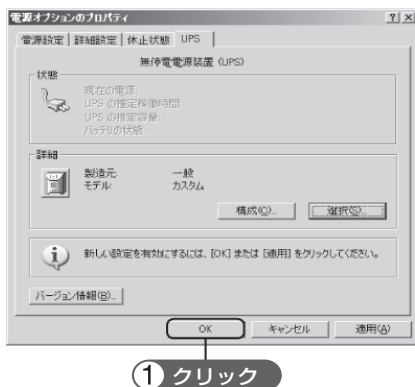 電源オプションのプロパティ ? ×
電源設定 詳細設定 休止状態 UPS
無停電電源装置 (UPS)
状態
現在の電源:
UPS の推定稼働時間:
UPS の推定容量:
バッテリの状態:
詳細
製造元: 一般
モデル: カスタム
構成(C)... 選択(S)...
新しい設定を有効にするには、[OK] または [適用] をクリックしてください。
バージョン情報(B)...
OK キャンセル 適用(A)
① クリック